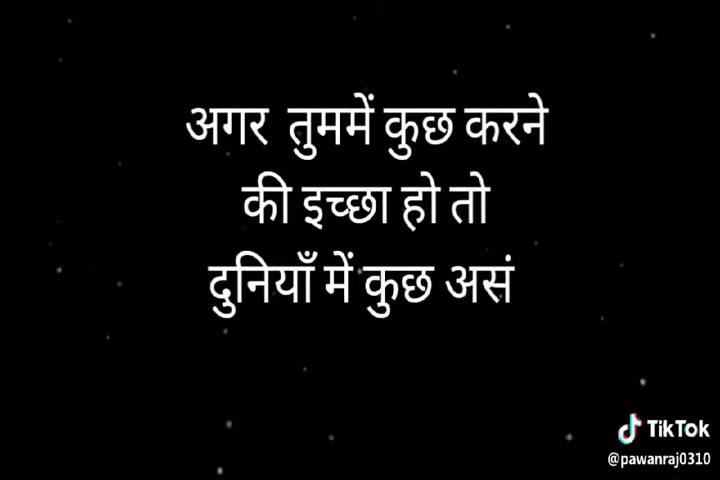 अगर तुममें कुछ करने
की इच्छा हो तो
दुनियाँ में कुछ असं
TikTok
@pawanraj0310